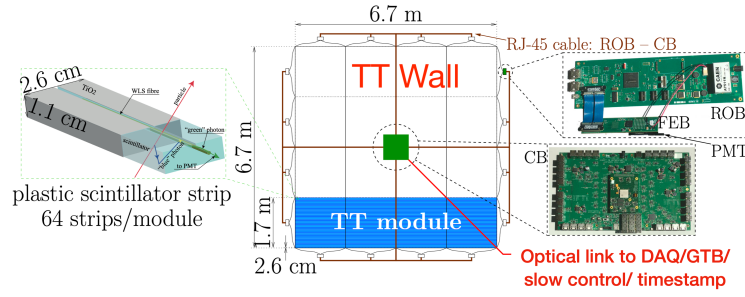 6.7 m
RJ-45 cable: ROB – CB
2.6 cm
TiO2
WLS fibre
particle
TT Wall
1.1 cm
"green" photon
scintillator
"blue" photon
to PMT
FEB
ROB
PMT
6.7 m
CB
plastic scintillator strip
64 strips/module
1.7 m
TT module
2.6 cm
Optical link to DAQ/GTB/
slow control/ timestamp